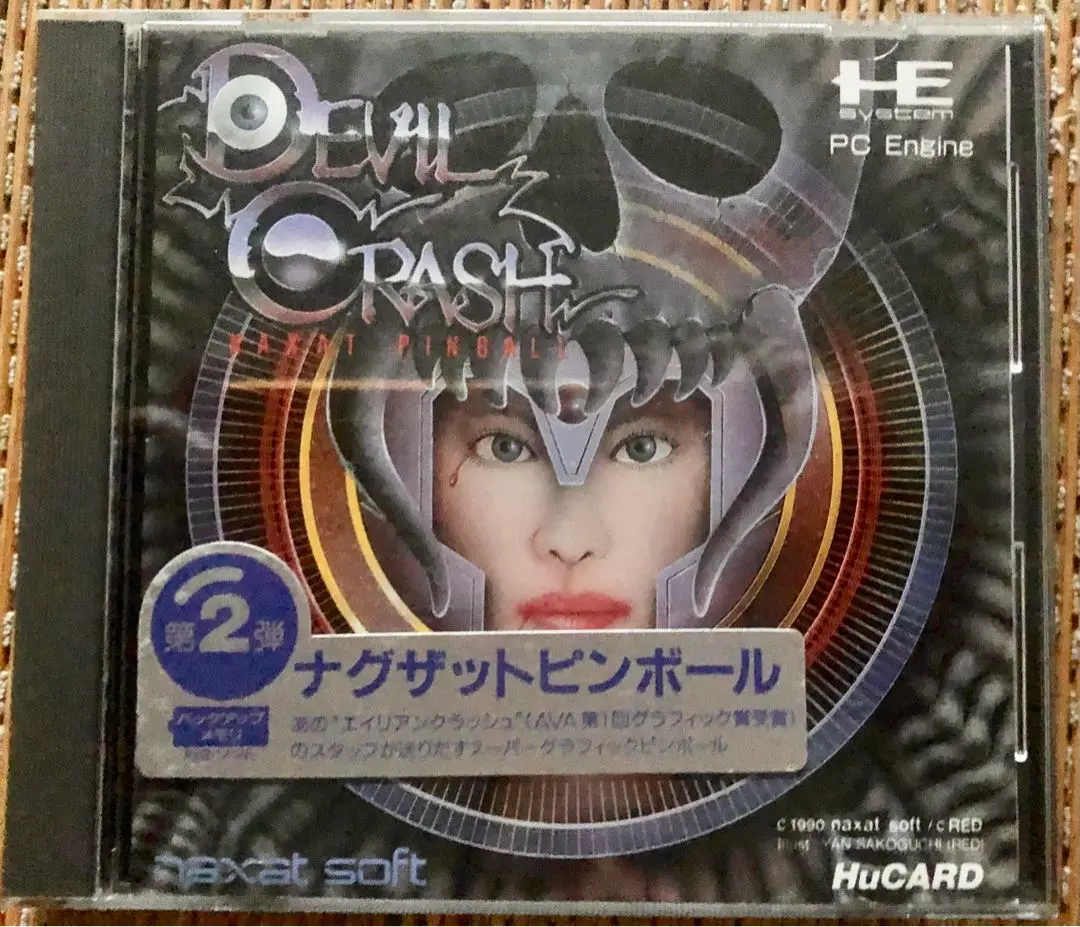 DEVIL
CRASH
NAXAT PINBALL
HE
system
PC Engine
第2弾
ナグザットピンボール
バックアップ
メモリ
あの"エイリアンクラッシュ"(AVA第1回グラフィック賞受賞)
のスタッフが送りだすスーパーグラフィックピンボール
c 1990 naxat soft / c RED
Illust YAN SAKOGUCHI (RED)
naxat soft
HuCARD